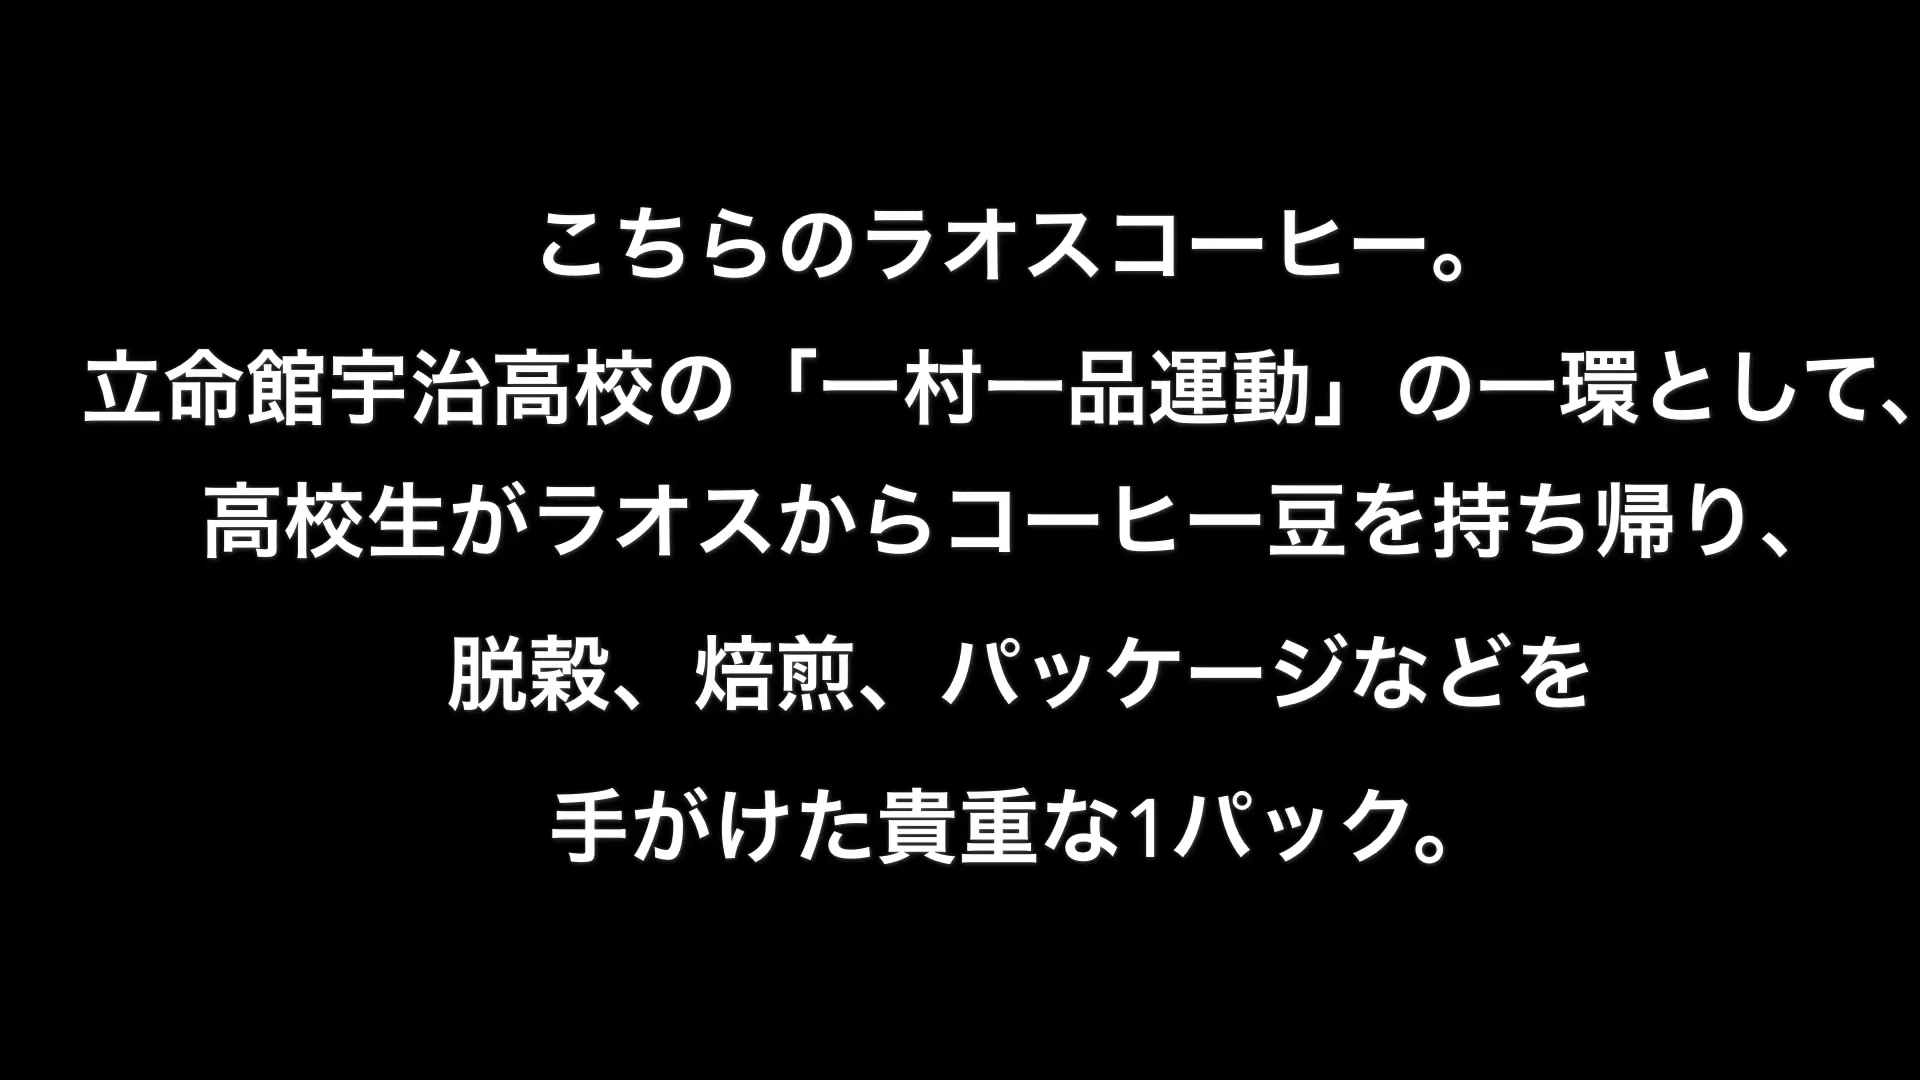 こちらのラオスコーヒー。
立命館宇治高校の「一村一品運動」の一環として、
高校生がラオスからコーヒー豆を持ち帰り、
脱穀、焙煎、パッケージなどを
手がけた貴重な1パック。